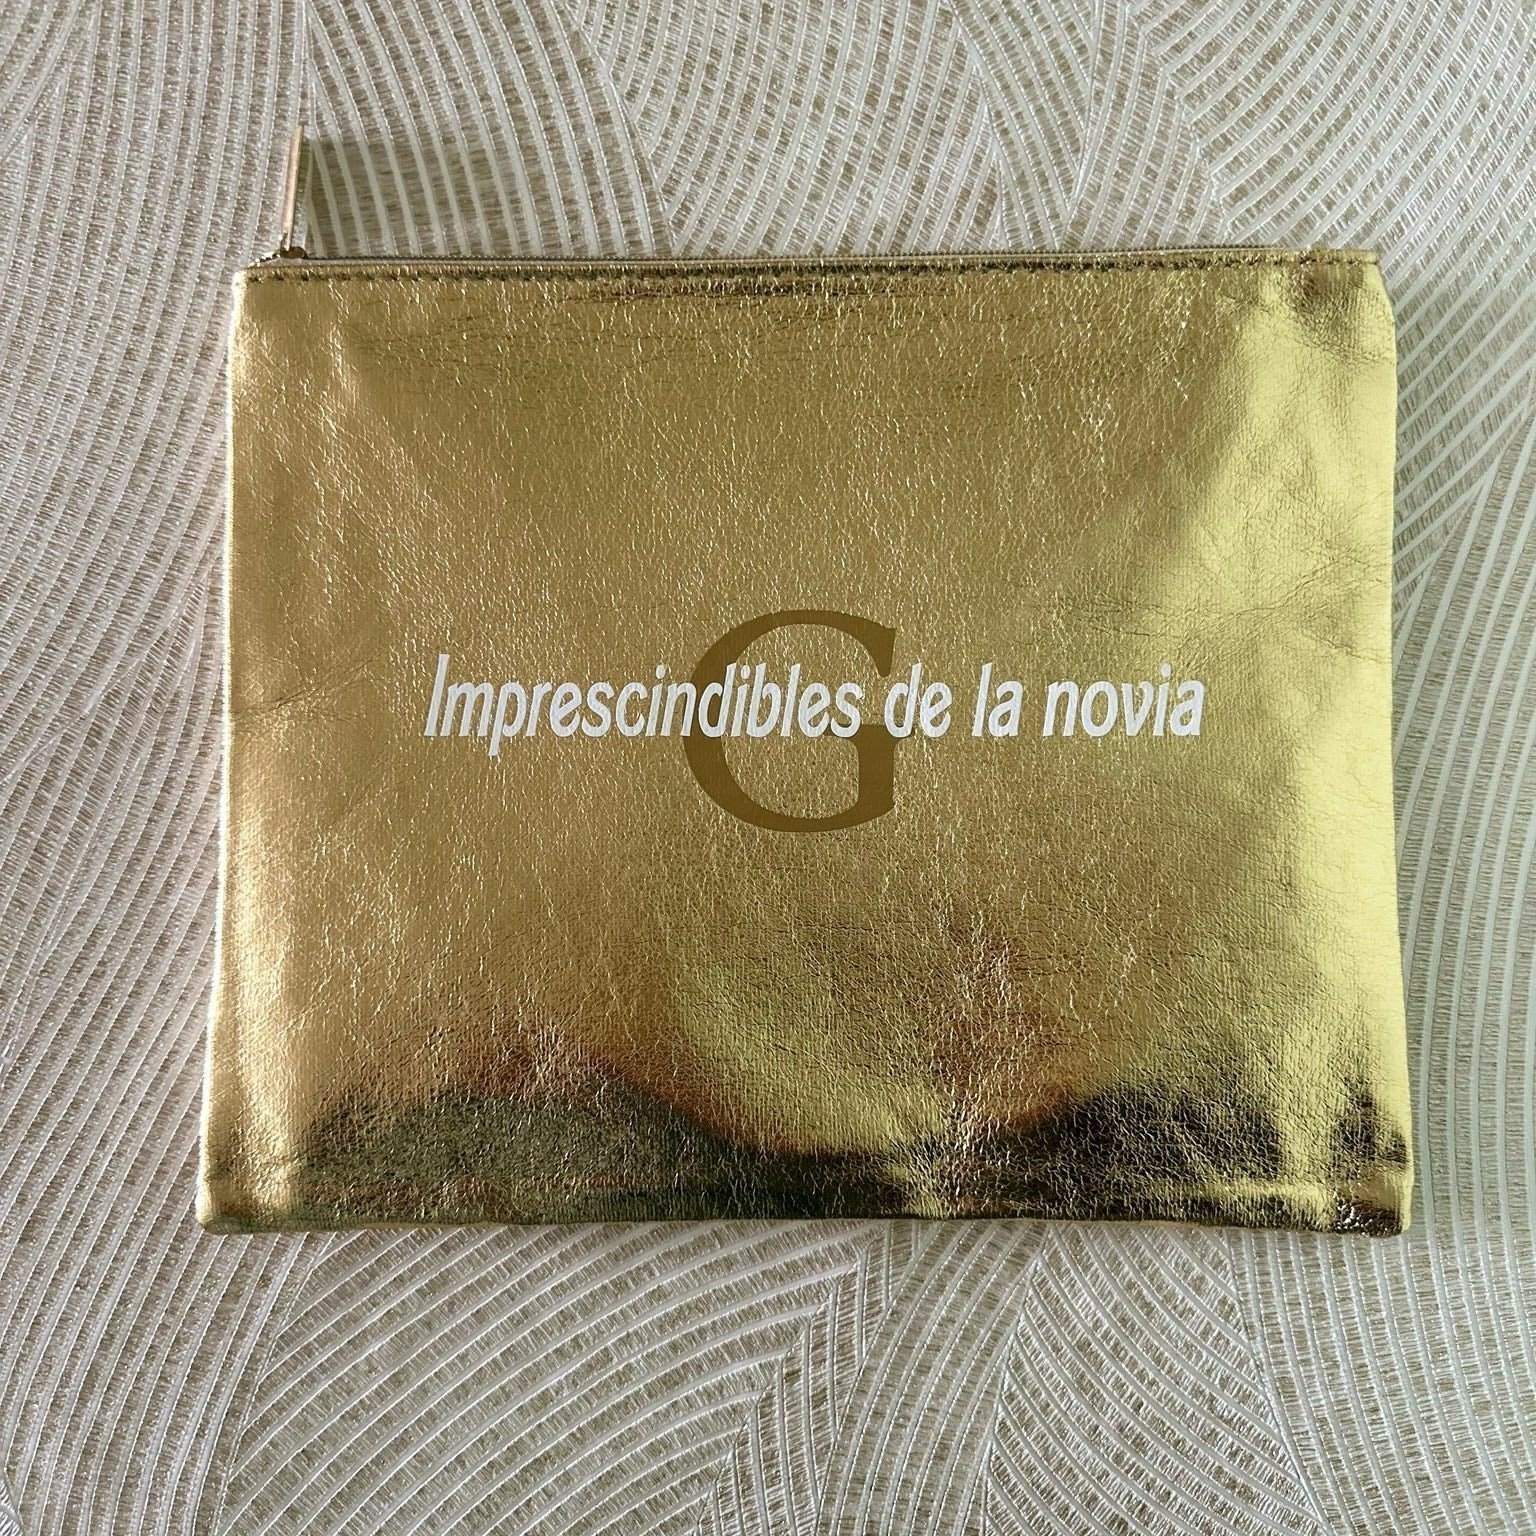 G
Imprescindibles de la novia